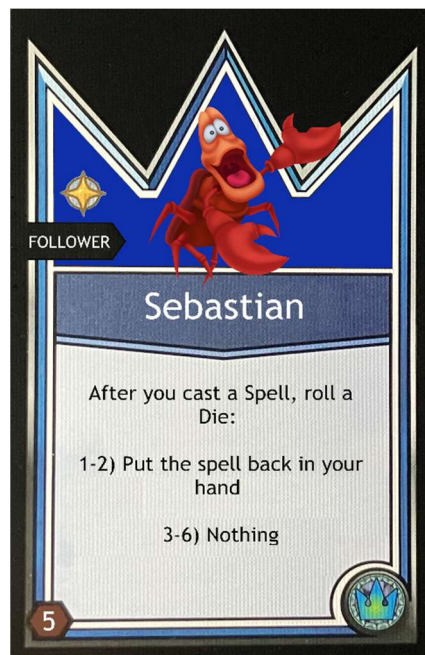 FOLLOWER
Sebastian
After you cast a Spell, roll a
Die:
1-2) Put the spell back in your
hand
3-6) Nothing
5